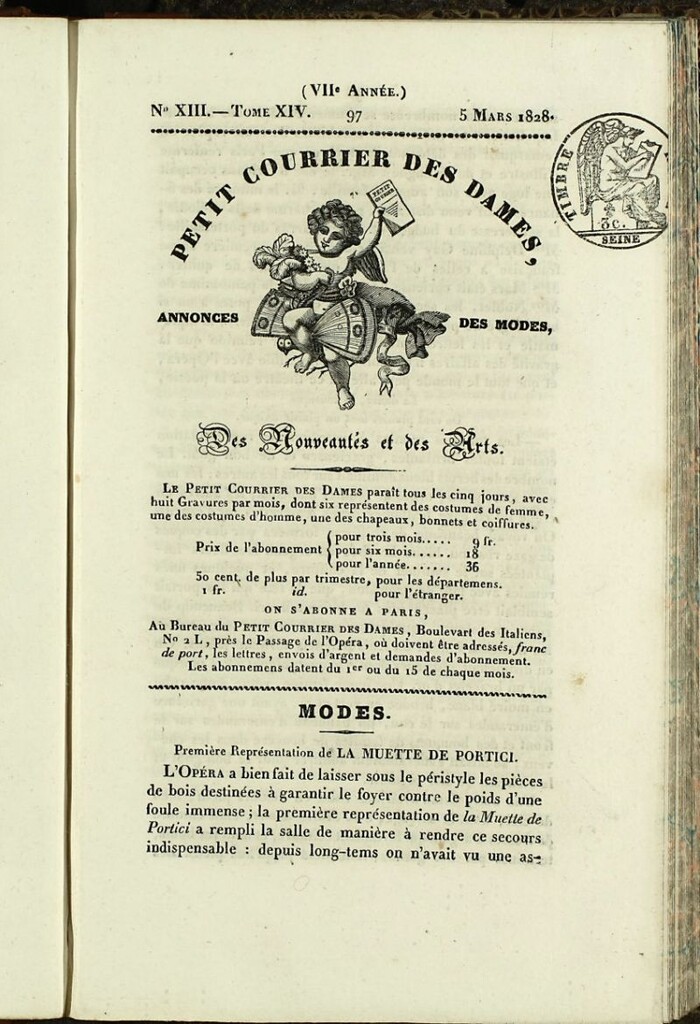 (VIIe ANNÉE.)
No XIII.—TOME XIV. 97 5 MARS 1828.
PETIT COURRIER DES DAMES,
TIMBRE
3C.
SEINE
PETIT
COURRIER
ANNONCES DES MODES,
Des Nouveautés et des Arts.
LE PETIT COURRIER DES DAMES paraît tous les cinq jours, avec
huit Gravures par mois, dont six représentent des costumes de femme,
une des costumes d'homme, une des chapeaux, bonnets et coiffures.
Prix de l'abonnement { pour trois mois..... 9 fr.
pour six mois...... 18
pour l'année....... 36
50 cent. de plus par trimestre, pour les départemens.
1 fr. id. pour l'étranger.
ON S'ABONNE A PARIS,
Au Bureau du PETIT COURRIER DES DAMES, Boulevart des Italiens,
No 2 L, près le Passage de l'Opéra, où doivent être adressés, franc
de port, les lettres, envois d'argent et demandes d'abonnement.
Les abonnemens datent du 1er ou du 15 de chaque mois.
MODES.
Première Représentation de LA MUETTE DE PORTICI.
L'OPÉRA a bien fait de laisser sous le péristyle les pièces
de bois destinées à garantir le foyer contre le poids d'une
foule immense ; la première représentation de la Muette de
Portici a rempli la salle de manière à rendre ce secours
indispensable : depuis long-tems on n'avait vu une as-